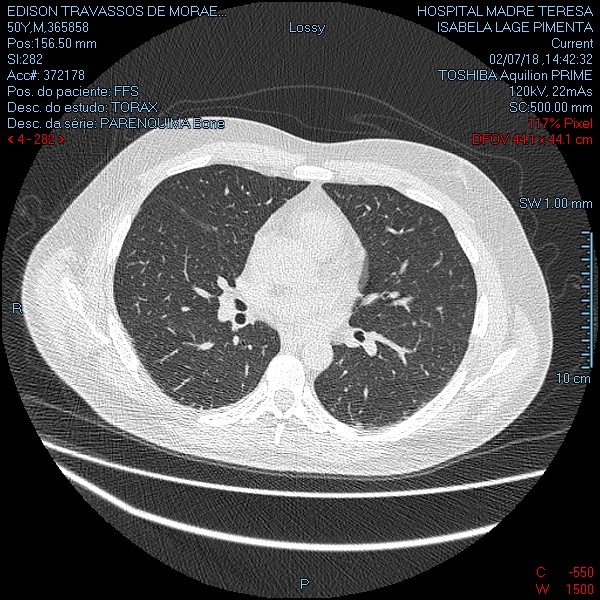 EDISON TRAVASSOS DE MORAE...
50Y,M,365858
Pos:156.50 mm
SI:282
Acc#: 372178
Pos. do paciente: FFS
Desc. do estudo: TORAX
Desc. da série: PARENQUIMA Bone
< 4 - 282 >
Lossy
HOSPITAL MADRE TERESA
ISABELA LAGE PIMENTA
Current
02/07/18 ,14:42:32
TOSHIBA Aquilion PRIME
120kV, 22mAs
SC:500.00 mm
117% Pixel
DFOV:44.1 x 44.1 cm
SW 1.00 mm
R
10 cm
P
C -550
W 1500